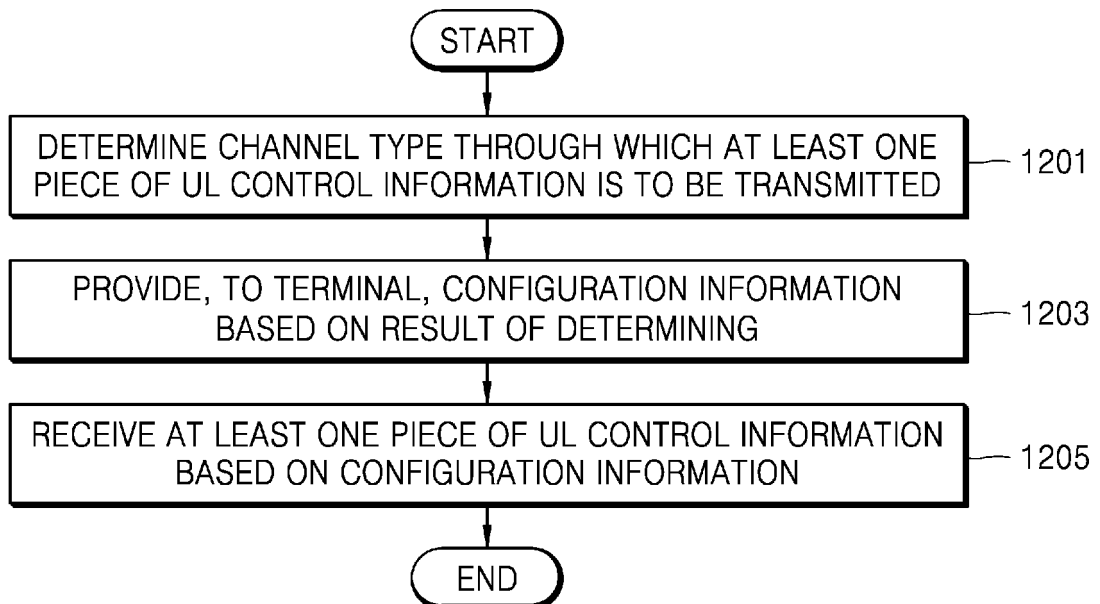 START
DETERMINE CHANNEL TYPE THROUGH WHICH AT LEAST ONE
PIECE OF UL CONTROL INFORMATION IS TO BE TRANSMITTED
1201
PROVIDE, TO TERMINAL, CONFIGURATION INFORMATION
BASED ON RESULT OF DETERMINING
1203
RECEIVE AT LEAST ONE PIECE OF UL CONTROL INFORMATION
BASED ON CONFIGURATION INFORMATION
1205
END